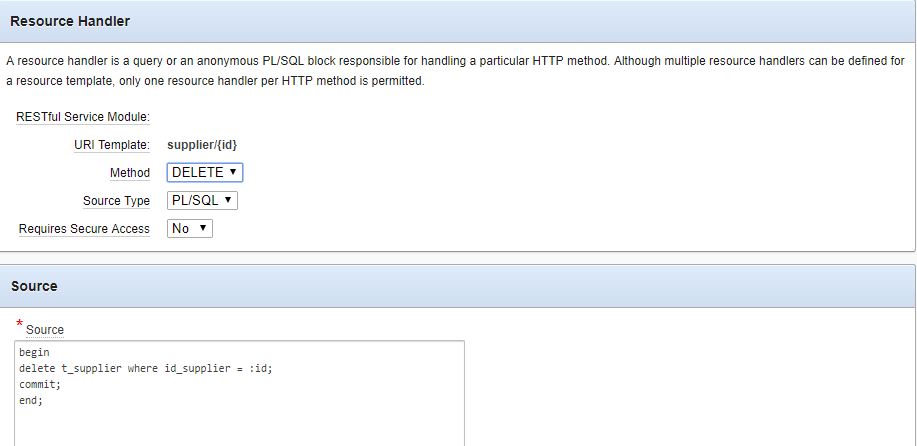 Resource Handler
A resource handler is a query or an anonymous PL/SQL block responsible for handling a particular HTTP method. Although multiple resource handlers can be defined for
a resource template, only one resource handler per HTTP method is permitted.
RESTful Service Module:
URI Template: supplier/{id}
Method DELETE
Source Type PL/SQL
Requires Secure Access No
Source
* Source
begin
delete t_supplier where id_supplier = :id;
commit;
end;